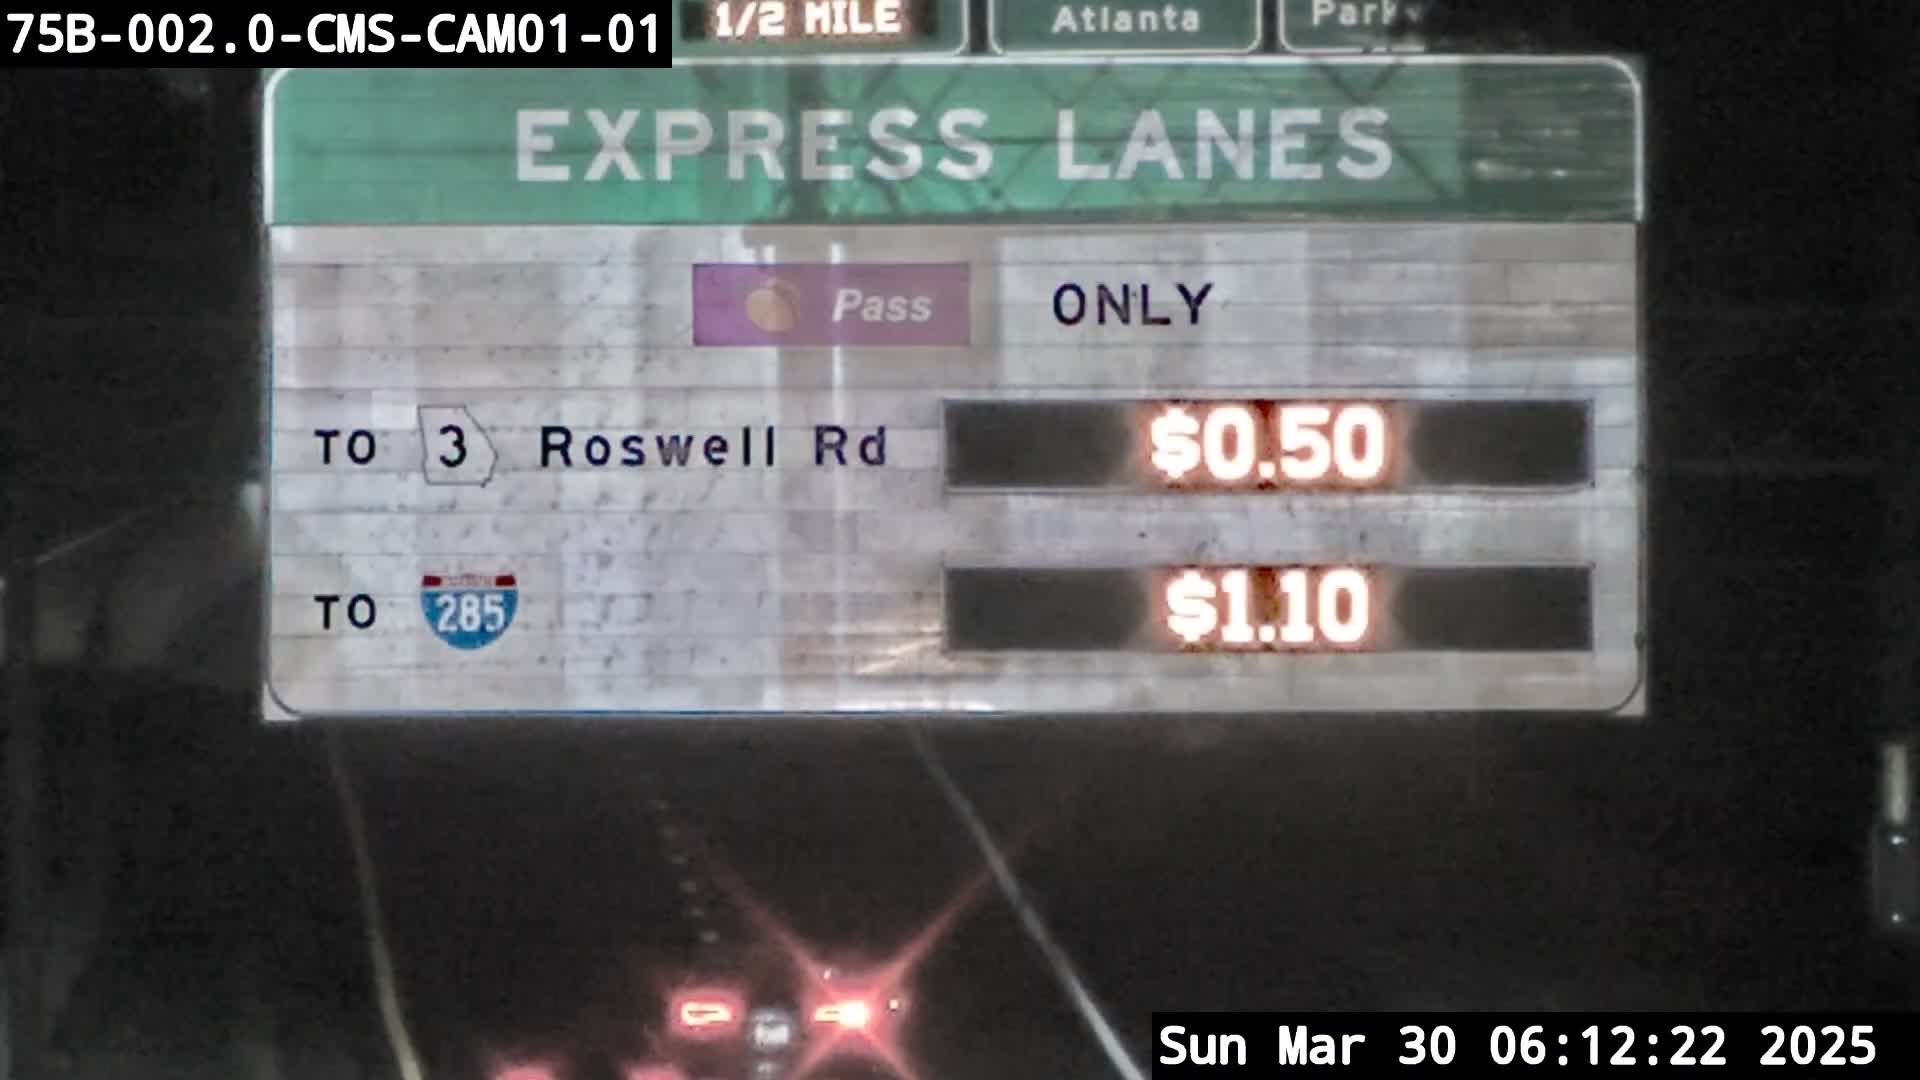 75B-002.0-CMS-CAM01-01
1/2 MILE
Atlanta
Park
EXPRESS LANES
Pass ONLY
TO 3 Roswell Rd $0.50
TO 285 $1.10
Sun Mar 30 06:12:22 2025